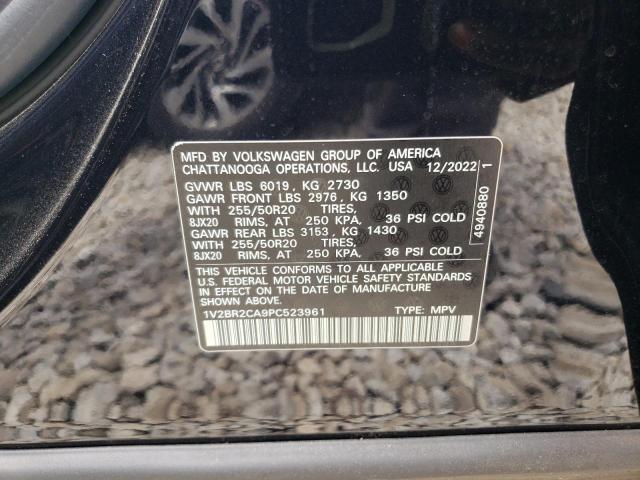 MFD BY VOLKSWAGEN GROUP OF AMERICA
CHATTANOOGA OPERATIONS, LLC. USA 12/2022
GVWR LBS 6019, KG 2730
GAWR FRONT LBS 2976, KG 1350
WITH 255/50R20 TIRES,
8JX20 RIMS, AT 250 KPA, 36 PSI COLD
GAWR REAR LBS 3153, KG 1430
WITH 255/50R20 TIRES,
8JX20 RIMS, AT 250 KPA, 36 PSI COLD
THIS VEHICLE CONFORMS TO ALL APPLICABLE
U.S. FEDERAL MOTOR VEHICLE SAFETY STANDARDS
IN EFFECT ON THE DATE OF MANUFACTURE
SHOWN ABOVE.
1V2BR2CA9PC523961 TYPE: MPV
4940880 1